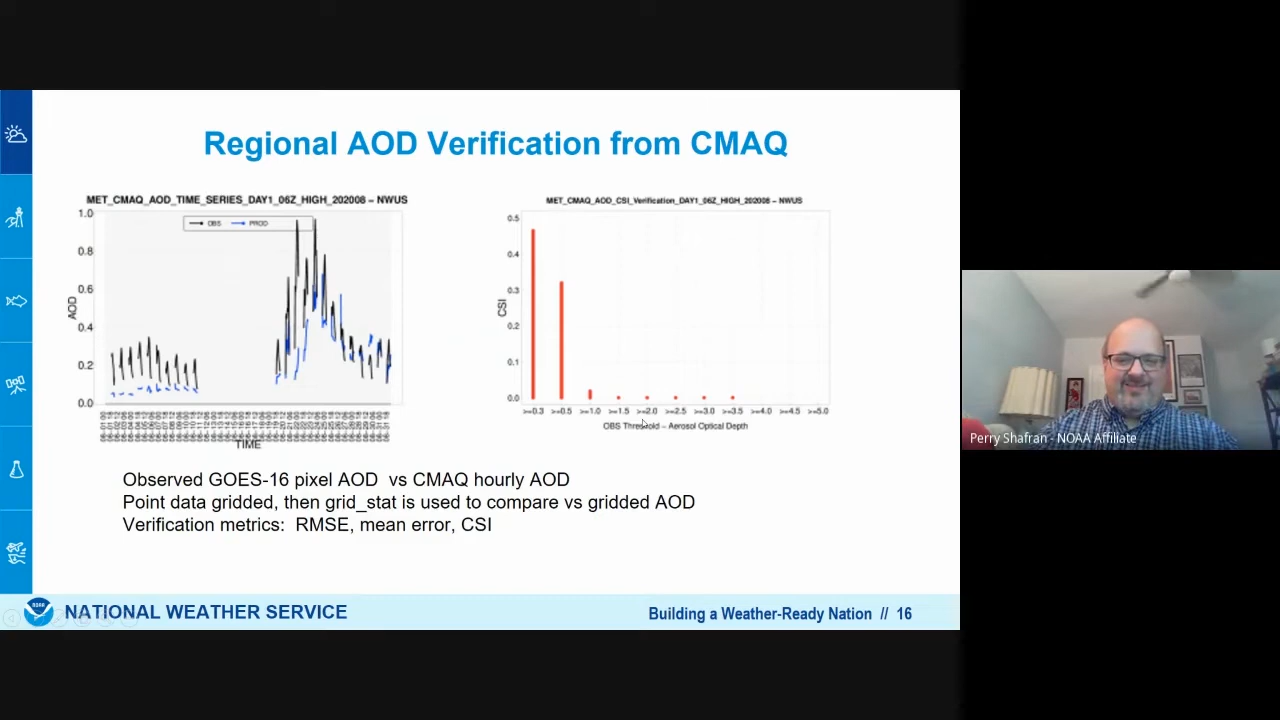 Regional AOD Verification from CMAQ
MET_CMAQ_AOD_TIME_SERIES_DAY1_06Z_HIGH_202008 – NWUS
OBS PROD
1.0
0.8
0.6
0.4
0.2
0.0
AOD
TIME
MET_CMAQ_AOD_CSI_Verification_DAY1_06Z_HIGH_202008 – NWUS
0.5
0.4
0.3
0.2
0.1
0.0
CSI
>=0.3 >=0.5 >=1.0 >=1.5 >=2.0 >=2.5 >=3.0 >=3.5 >=4.0 >=4.5 >=5.0
OBS Threshold – Aerosol Optical Depth
Observed GOES-16 pixel AOD vs CMAQ hourly AOD
Point data gridded, then grid_stat is used to compare vs gridded AOD
Verification metrics: RMSE, mean error, CSI
NATIONAL WEATHER SERVICE
Building a Weather-Ready Nation // 16
Perry Shafran - NOAA Affiliate